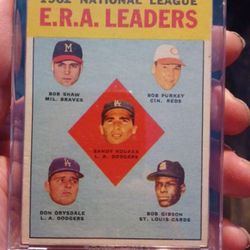 1962 NATIONAL LEAGUE
E.R.A. LEADERS
BOB SHAW
MIL. BRAVES
BOB PURKEY
CIN. REDS
SANDY KOUFAX
L. A. DODGERS
DON DRYSDALE
L. A. DODGERS
BOB GIBSON
ST. LOUIS CARDS